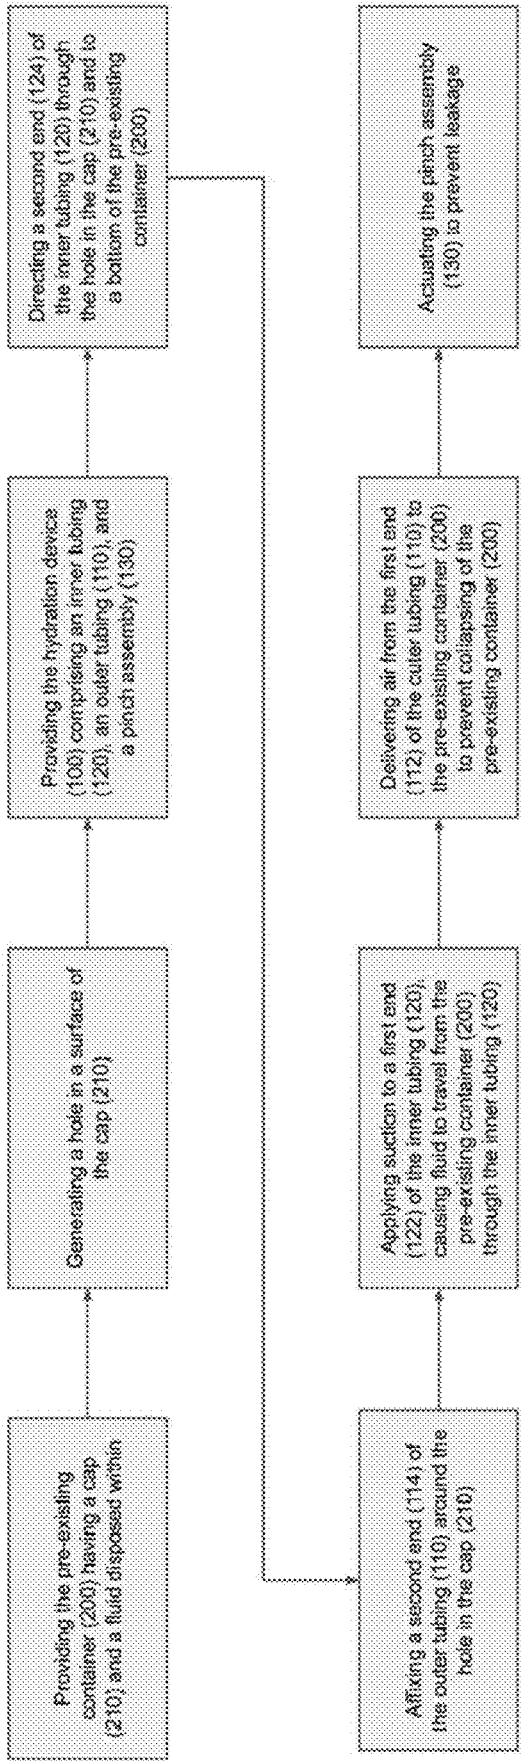 Providing the pre-existing
container (200) having a cap
(210) and a fluid disposed within
Generating a hole in a surface of
the cap (210)
Providing the hydration device
(100) comprising an inner tubing
(120), an outer tubing (110), and
a pinch assembly (130)
Directing a second end (124) of
the inner tubing (120) through
the hole in the cap (210) and to
a bottom of the pre-existing
container (200)
Affixing a second end (114) of
the outer tubing (110) around the
hole in the cap (210)
Applying suction to a first end
(122) of the inner tubing (120),
causing fluid to travel from the
pre-existing container (200)
through the inner tubing (120)
Delivering air from the first end
(112) of the outer tubing (110) to
the pre-existing container (200)
to prevent collapsing of the
pre-existing container (200)
Actuating the pinch assembly
(130) to prevent leakage